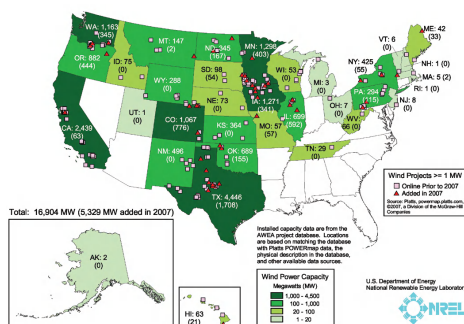 WA: 1,163
(345)
MT: 147
(2)
ND: 345
(167)
MN: 1,298
(403)
ME: 42
(33)
VT: 6
(0)
NH: 1 (0)
MA: 5 (2)
RI: 1 (0)
NY: 425
(55)
OR: 882
(444)
ID: 75
(0)
SD: 98
(54)
WI: 53
(0)
MI: 3
(0)
WY: 288
(0)
IA: 1,271
(341)
PA: 294
(115)
NJ: 8
(0)
NE: 73
(0)
IL: 699
(592)
OH: 7
(0)
WV:
66 (0)
UT: 1
(0)
CO: 1,067
(776)
CA: 2,439
(63)
KS: 364
(0)
MO: 57
(57)
TN: 29
(0)
NM: 496
(0)
OK: 689
(155)
TX: 4,446
(1,708)
Wind Projects >= 1 MW
Online Prior to 2007
Added in 2007
Source: Platts, powermap.platts.com,
©2007, a Division of the McGraw-Hill
Companies
Total: 16,904 MW (5,329 MW added in 2007)
AK: 2
(0)
HI: 63
(21)
Installed capacity data are from the
AWEA project database. Locations
are based on matching the database
with Platts POWERmap data, the
physical description in the database,
and other available data sources.
Wind Power Capacity
Megawatts (MW)
1,000 - 4,500
100 - 1,000
20 - 100
1 - 20
U.S. Department of Energy
National Renewable Energy Laborator
NREL